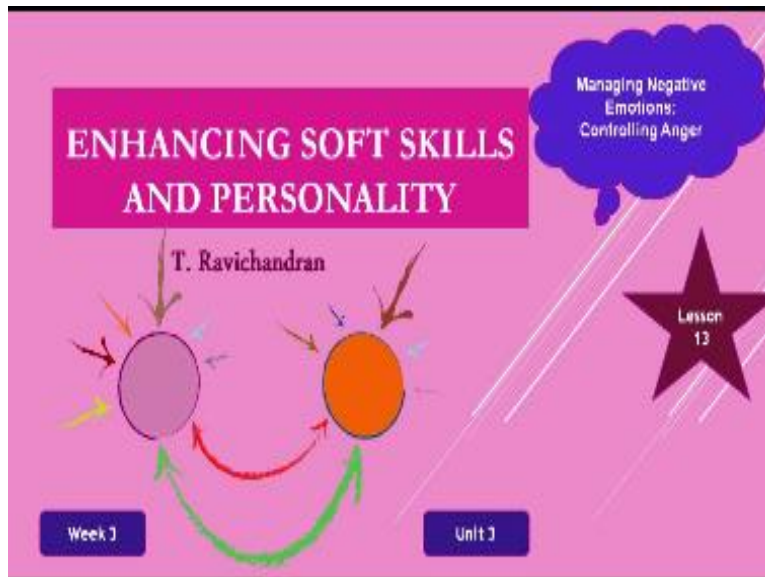 Managing Negative
Emotions:
Controlling Anger
ENHANCING SOFT SKILLS
AND PERSONALITY
T. Ravichandran
Lesson
13
Week 3
Unit 3